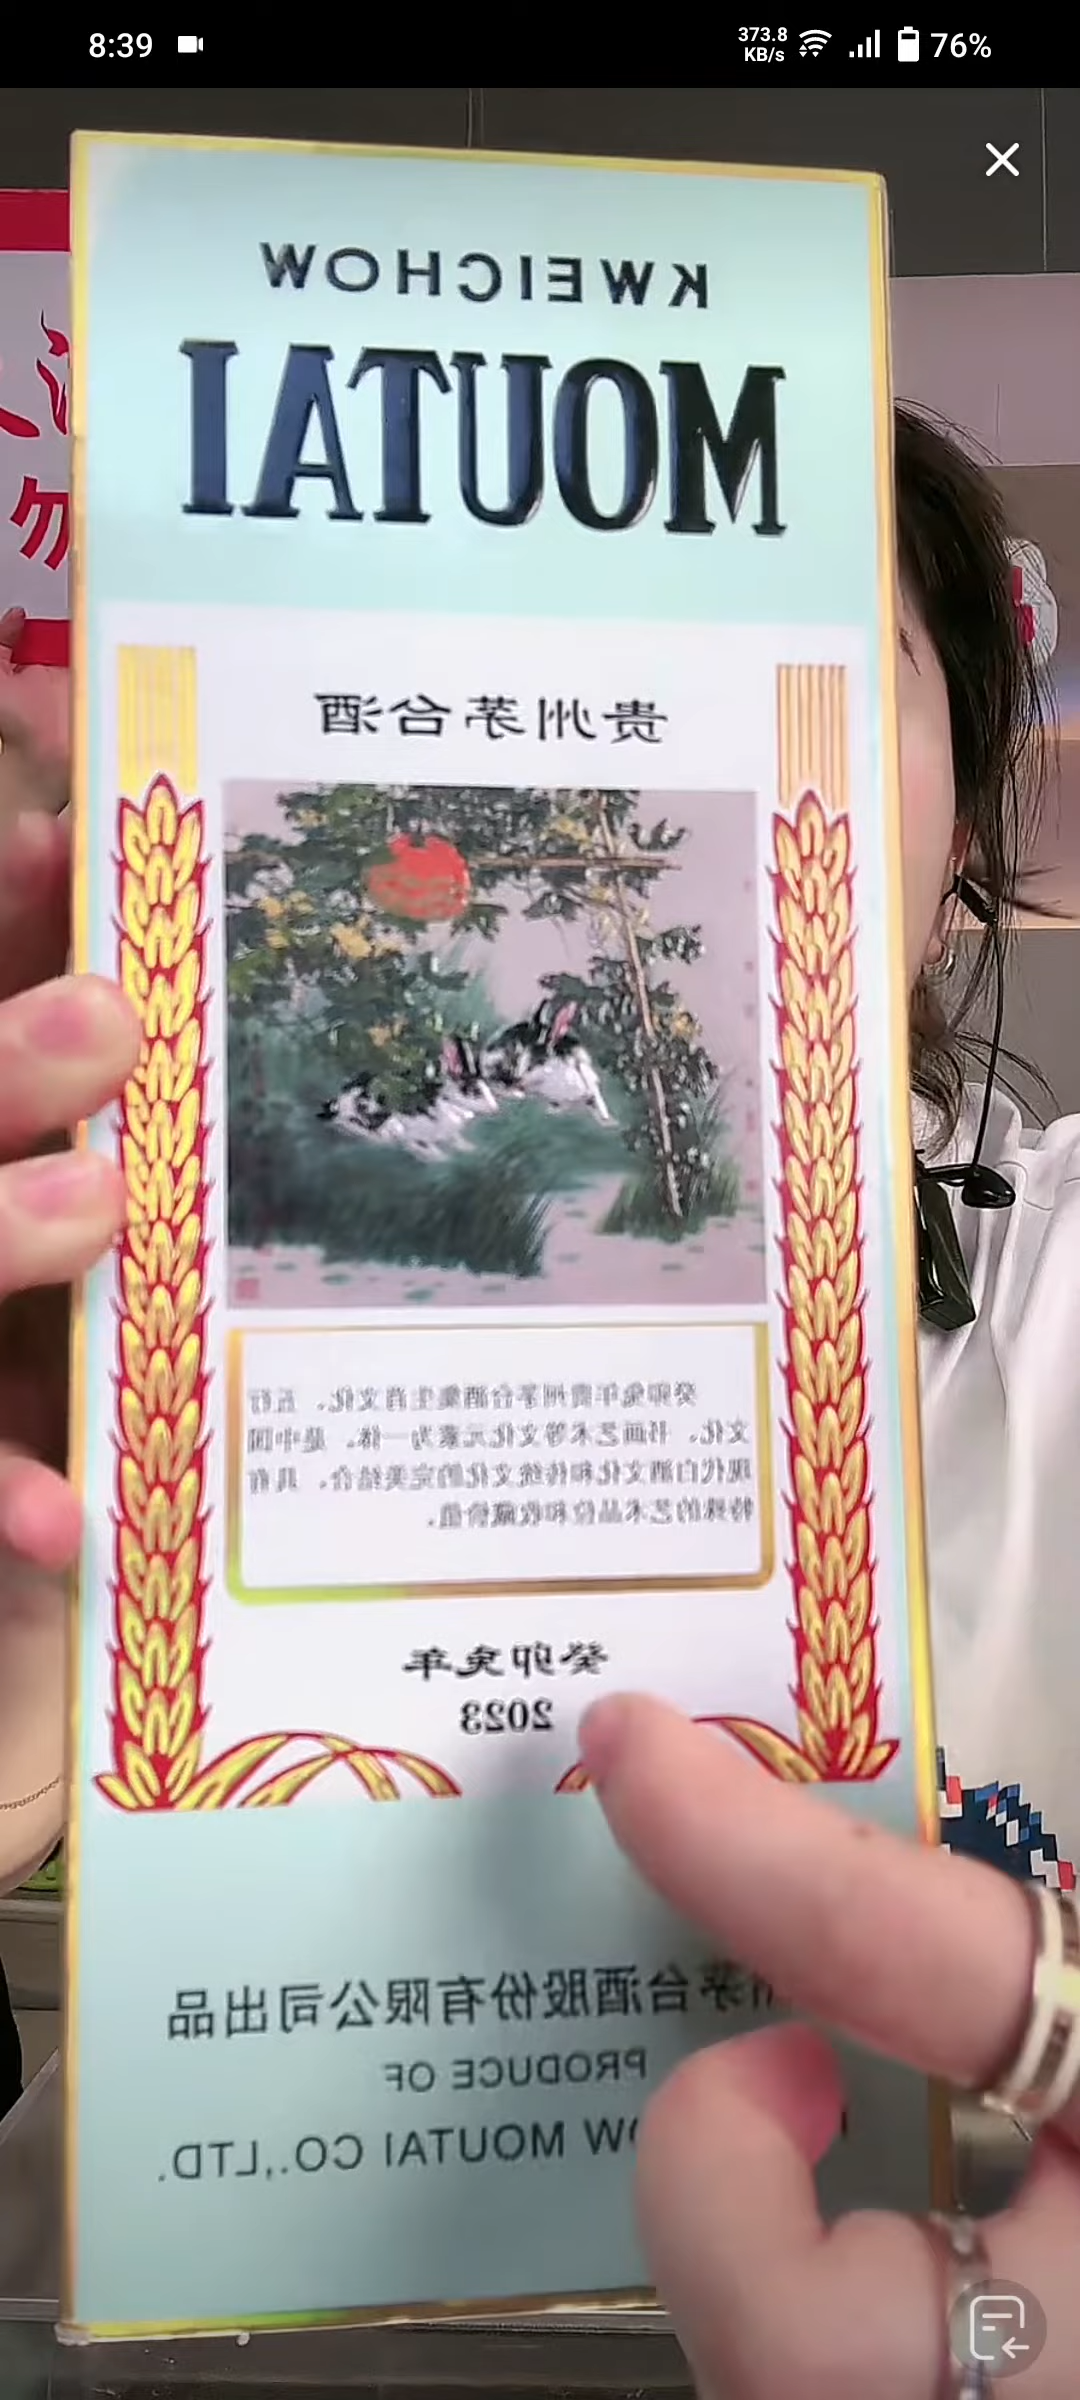 8:39
373.8
KB/s
76%
KWEICHOW
MOUTAI
贵州茅台酒
癸卯兔年贵州茅台酒集生肖文化、五行
文化、书画艺术等文化元素为一体，是中国
现代白酒文化和传统文化的完美结合，具有
特殊的艺术品位和收藏价值。
癸卯兔年
2023
州茅台酒股份有限公司出品
PRODUCE OF
OW MOUTAI CO.,LTD.
勿